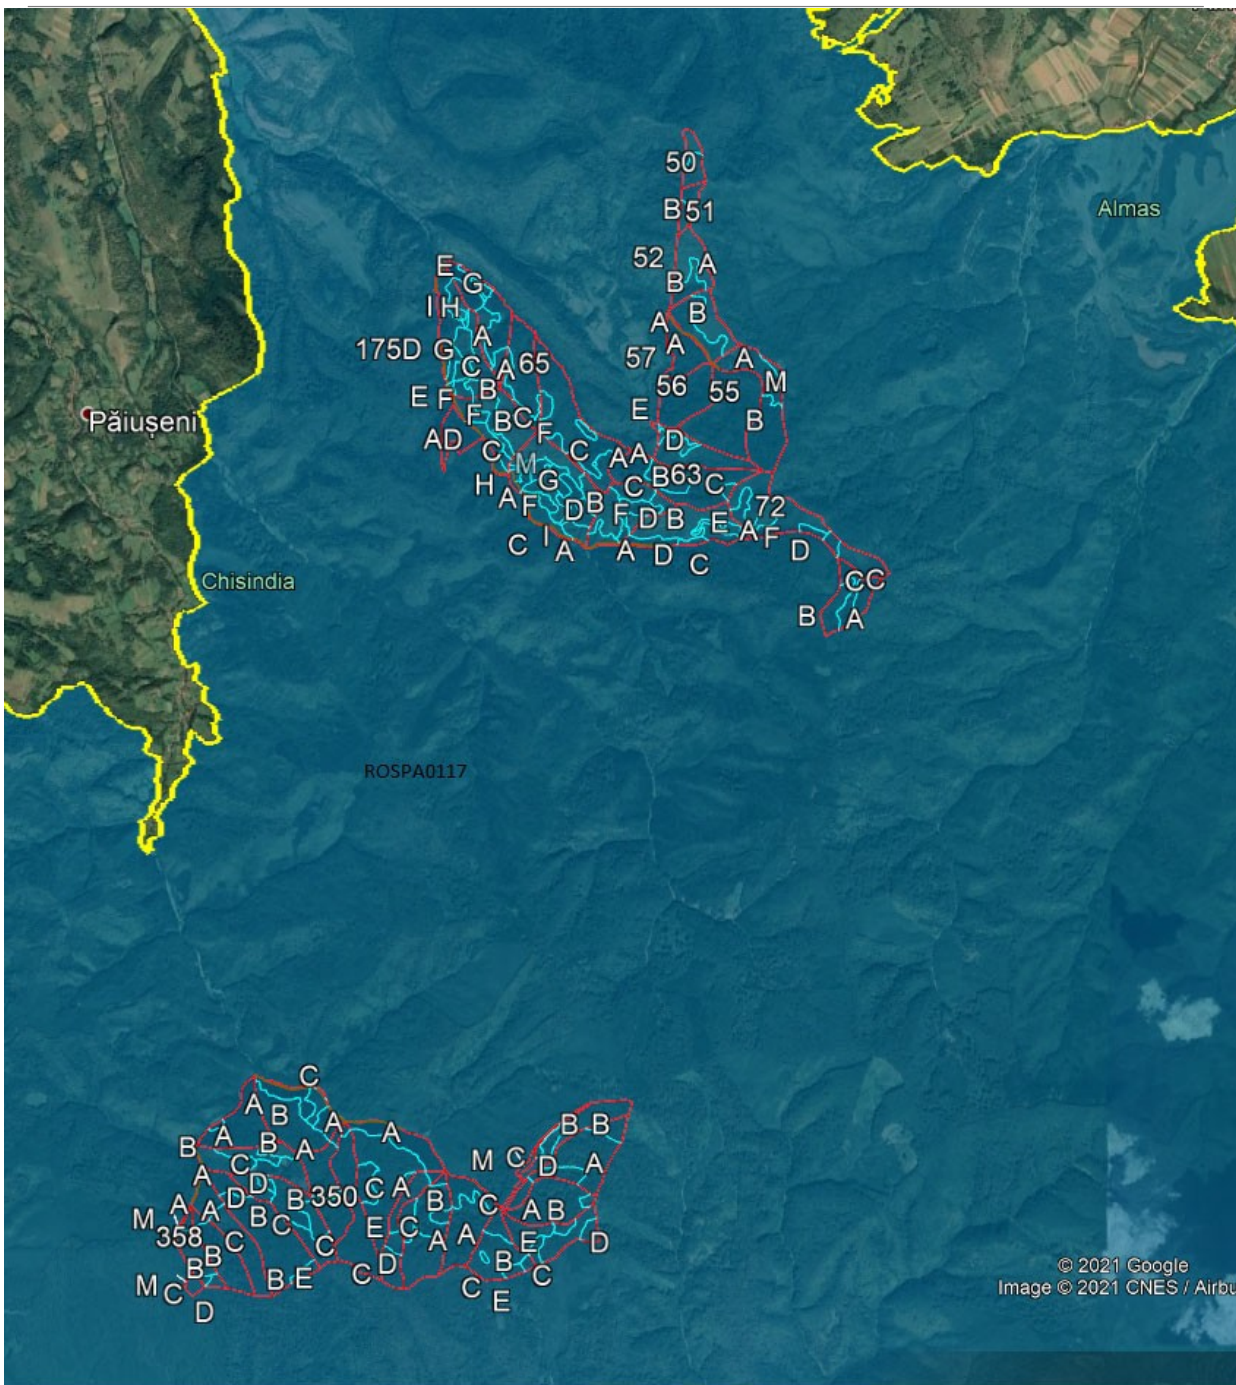 50
B 51
Almas
52 A
B
E G
I H
B
A
A A
175D G A
57
C A 65
A M
B
56 55
E F
E
Păiușeni
F B C F
B
A D
D
C C A A
M
B 63 C
H G C
A F D B F D B E A 72
C I A A D C F D
C C
Chisindia
B A
ROSPA0117
C
A B
A
B B
B A B A A
M C D A
C D
A
B 350 C A B C A B
M A A D
358 B C E C
B C C D A A E D
B B E C B C
M C D C E
© 2021 Google
Image © 2021 CNES / Airbu